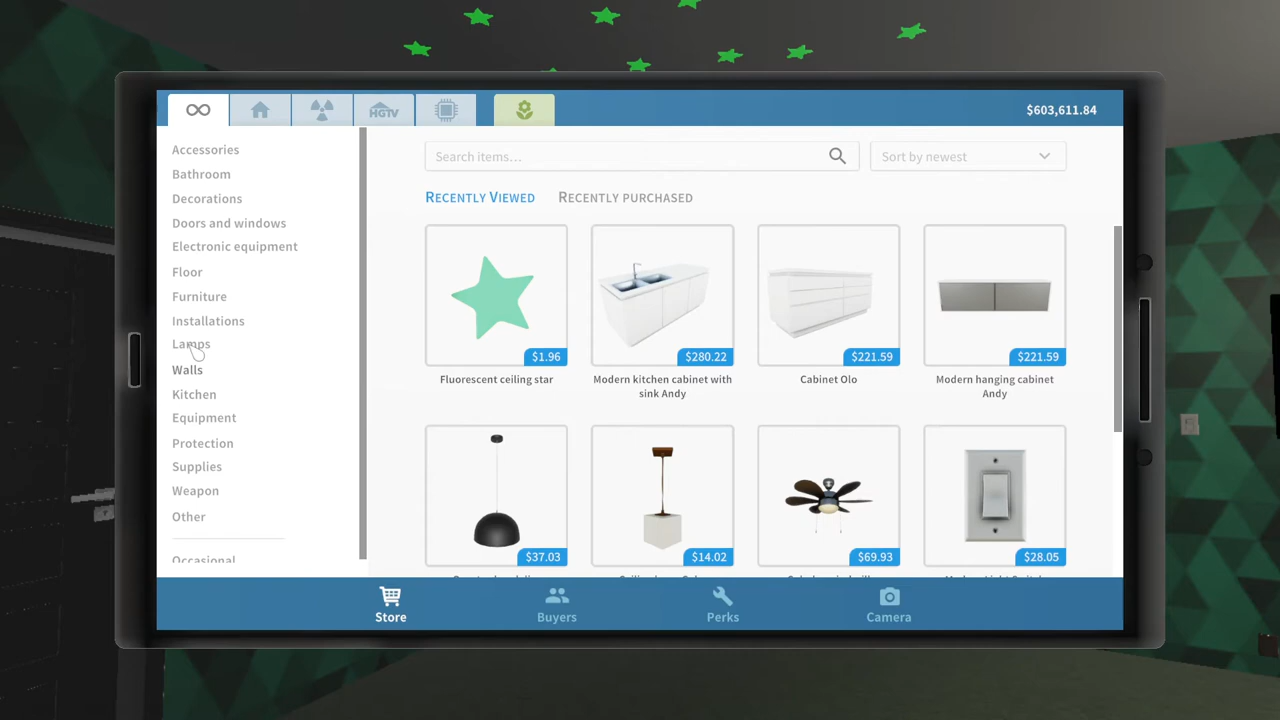 HGTV
$603,611.84
Accessories
Bathroom
Decorations
Doors and windows
Electronic equipment
Floor
Furniture
Installations
Lamps
Walls
Kitchen
Equipment
Protection
Supplies
Weapon
Other
Occasional
Search items...
Sort by newest
RECENTLY VIEWED
RECENTLY PURCHASED
$1.96
Fluorescent ceiling star
$280.22
Modern kitchen cabinet with
sink Andy
$221.59
Cabinet Olo
$221.59
Modern hanging cabinet
Andy
$37.03
$14.02
$69.93
$28.05
Store
Buyers
Perks
Camera